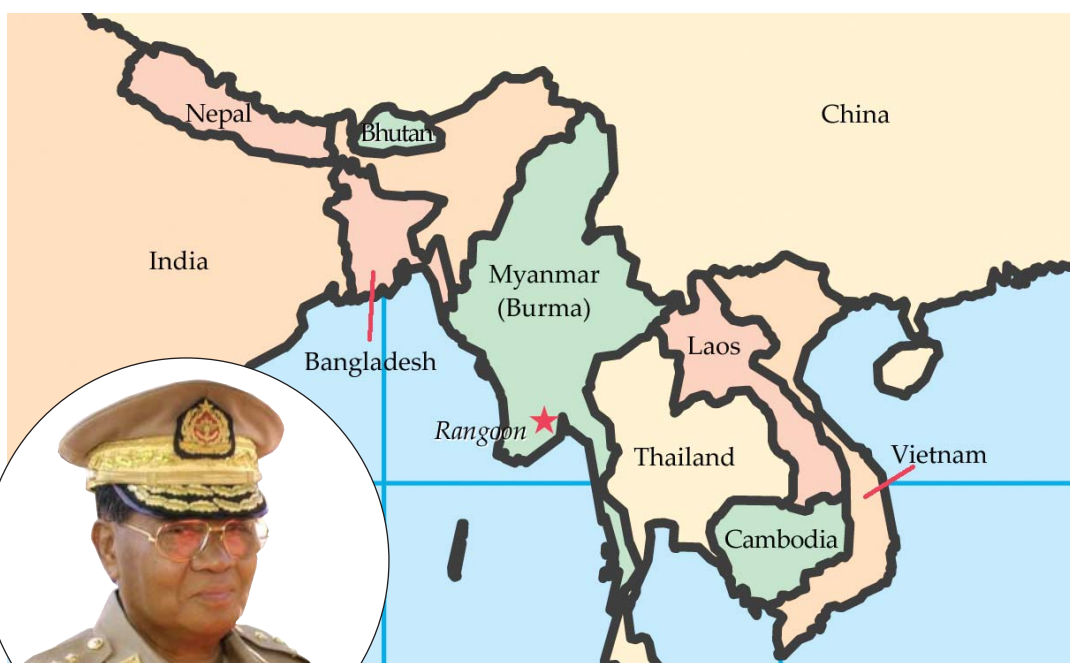 Nepal
Bhutan
China
India
Myanmar
(Burma)
Laos
Bangladesh
Rangoon
Thailand
Vietnam
Cambodia